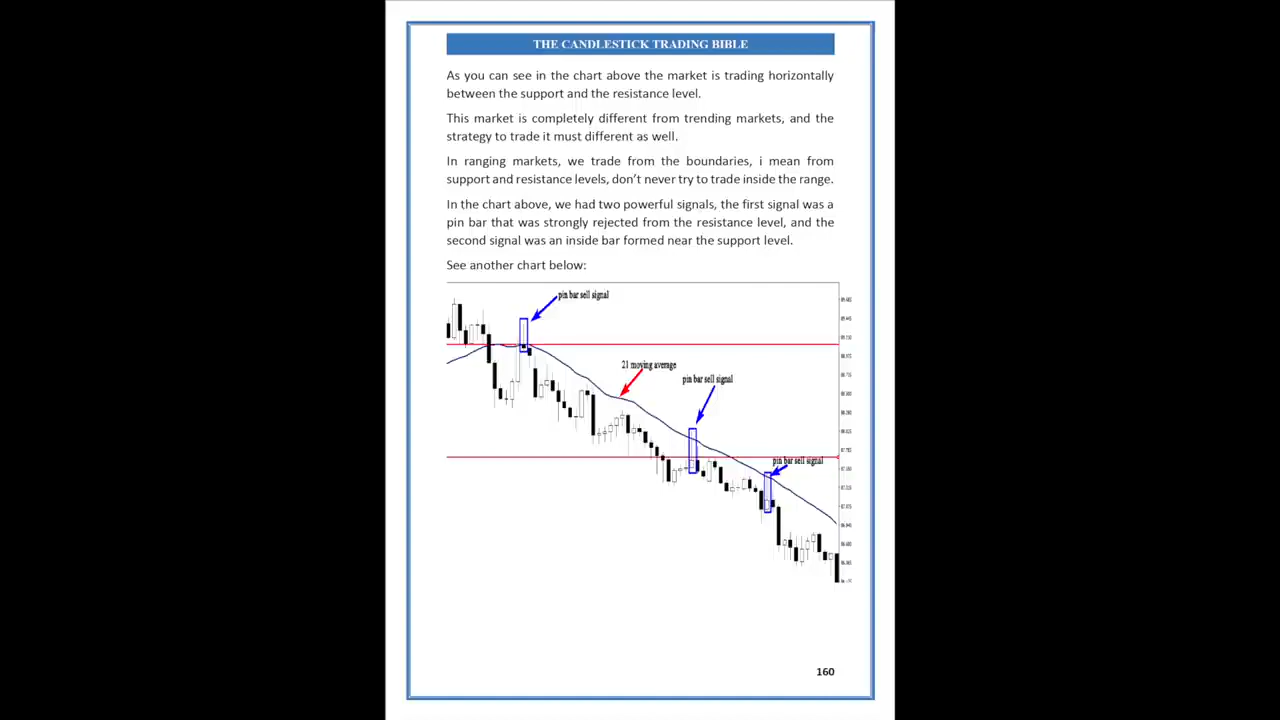 THE CANDLESTICK TRADING BIBLE
As you can see in the chart above the market is trading horizontally
between the support and the resistance level.
This market is completely different from trending markets, and the
strategy to trade it must different as well.
In ranging markets, we trade from the boundaries, i mean from
support and resistance levels, don’t never try to trade inside the range.
In the chart above, we had two powerful signals, the first signal was a
pin bar that was strongly rejected from the resistance level, and the
second signal was an inside bar formed near the support level.
See another chart below:
pin bar sell signal
21 moving average
pin bar sell signal
pin bar sell signal
160